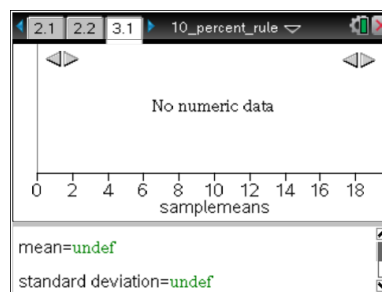 2.1 2.2 3.1 10_percent_rule
No numeric data
0 2 4 6 8 10 12 14 16 18
samplemeans
mean=undef
standard deviation=undef